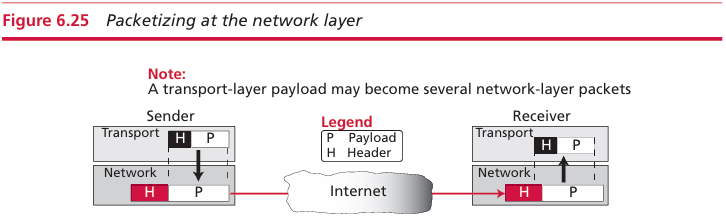 Figure 6.25 Packetizing at the network layer
Note:
A transport-layer payload may become several network-layer packets
Sender
Receiver
Legend
P Payload
H Header
Transport
H P
Network
H P
Internet
Transport
H P
Network
H P